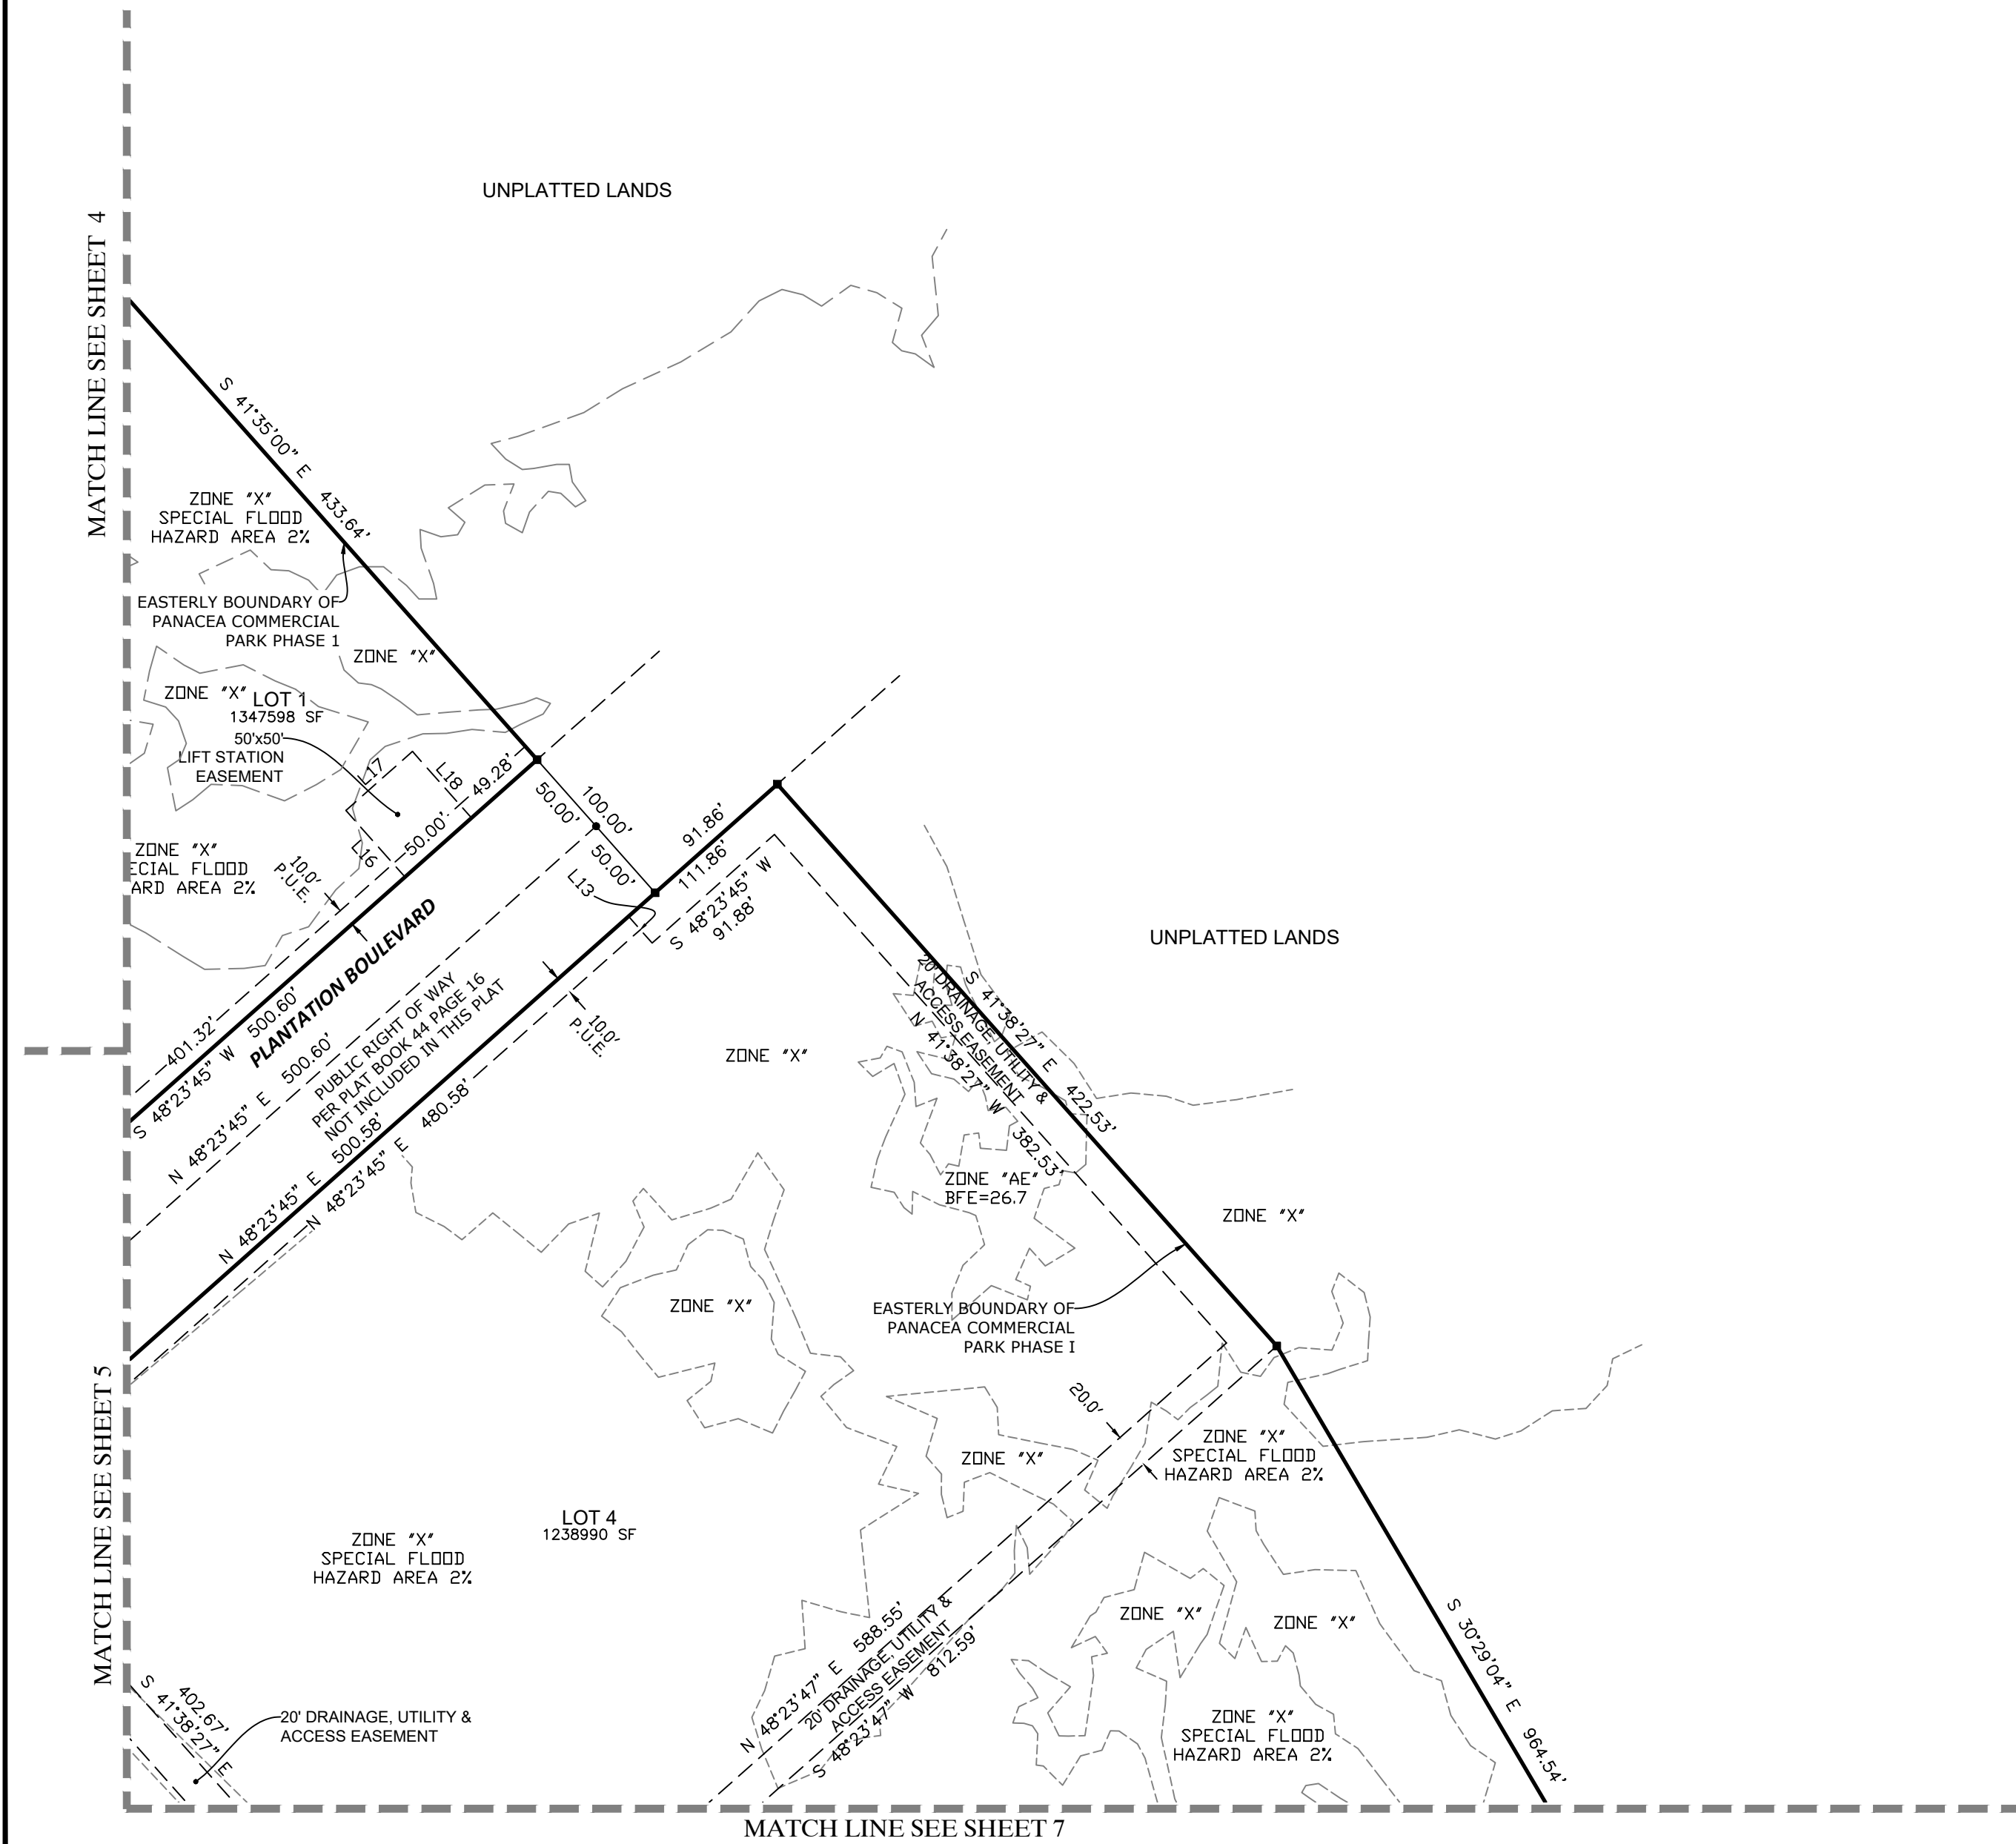 UNPLATTED LANDS
MATCH LINE SEE SHEET 4
S 41°35'00" E 433.64'
ZONE "X"
SPECIAL FLOOD
HAZARD AREA 2%
EASTERLY BOUNDARY OF
PANACEA COMMERCIAL
PARK PHASE 1
ZONE "X"
ZONE "X"
LOT 1
1347598 SF
50'x50'
LIFT STATION
EASEMENT
L17
L18
49.28'
50.00'
L16
ZONE "X"
ECIAL FLOOD
ARD AREA 2%
10.0'
P.U.E.
50.00'
100.00'
50.00'
L13
91.86'
111.86'
S 48°23'45" W
91.88'
401.32'
S 48°23'45" W 500.60'
PLANTATION BOULEVARD
N 48°23'45" E 500.60'
PUBLIC RIGHT OF WAY
PER PLAT BOOK 44 PAGE 16
NOT INCLUDED IN THIS PLAT
N 48°23'45" E 500.58'
N 48°23'45" E 480.58'
10.0'
P.U.E.
UNPLATTED LANDS
20' DRAINAGE, UTILITY &
ACCESS EASEMENT
S 41°38'27" E 422.53'
N 41°38'27" W 382.53'
ZONE "X"
ZONE "AE"
BFE=26.7
ZONE "X"
ZONE "X"
EASTERLY BOUNDARY OF
PANACEA COMMERCIAL
PARK PHASE I
20.0'
ZONE "X"
SPECIAL FLOOD
HAZARD AREA 2%
ZONE "X"
MATCH LINE SEE SHEET 5
LOT 4
1238990 SF
ZONE "X"
SPECIAL FLOOD
HAZARD AREA 2%
N 48°23'47" E 588.55'
20' DRAINAGE, UTILITY &
ACCESS EASEMENT
S 48°23'47" W 812.59'
ZONE "X"
ZONE "X"
S 30°29'04" E 964.54'
402.67'
S 41°38'27" E
20' DRAINAGE, UTILITY &
ACCESS EASEMENT
ZONE "X"
SPECIAL FLOOD
HAZARD AREA 2%
MATCH LINE SEE SHEET 7